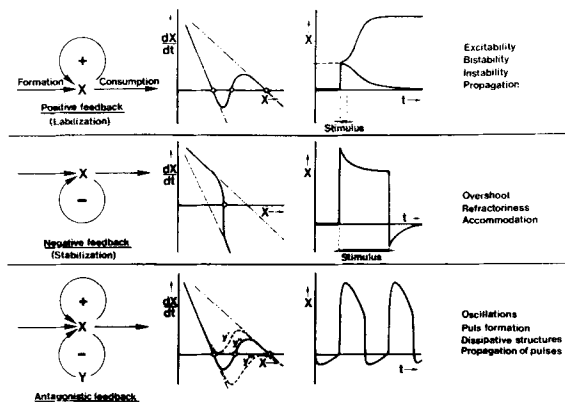 +
Formation Consumption
X
Positive feedback
(Labilization)
dX
dt
X→
↑
X
t→
Stimulus
Excitability
Bistability
Instability
Propagation
X
−
Negative feedback
(Stabilization)
dX
dt
X→
↑
X
t→
Stimulus
Overshoot
Refractoriness
Accommodation
+
X
−
Y
Antagonistic feedback
dX
dt
X→
↑
X
t→
Oscillations
Puls formation
Dissipative structures
Propagation of pulses